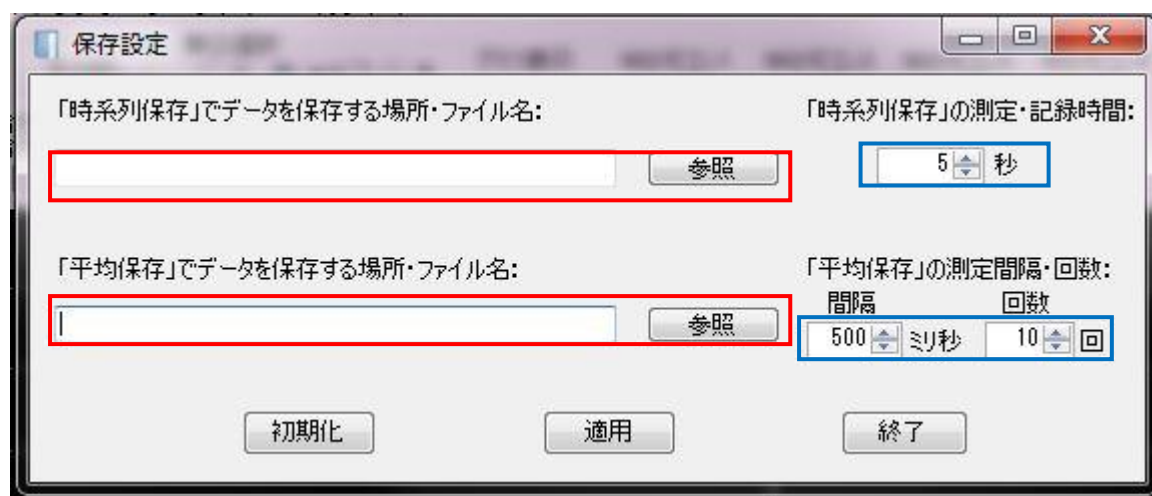 保存設定
「時系列保存」でデータを保存する場所・ファイル名:
「時系列保存」の測定・記録時間:
参照
5 秒
「平均保存」でデータを保存する場所・ファイル名:
「平均保存」の測定間隔・回数:
間隔 回数
参照
500 ミリ秒 10 回
初期化 適用 終了